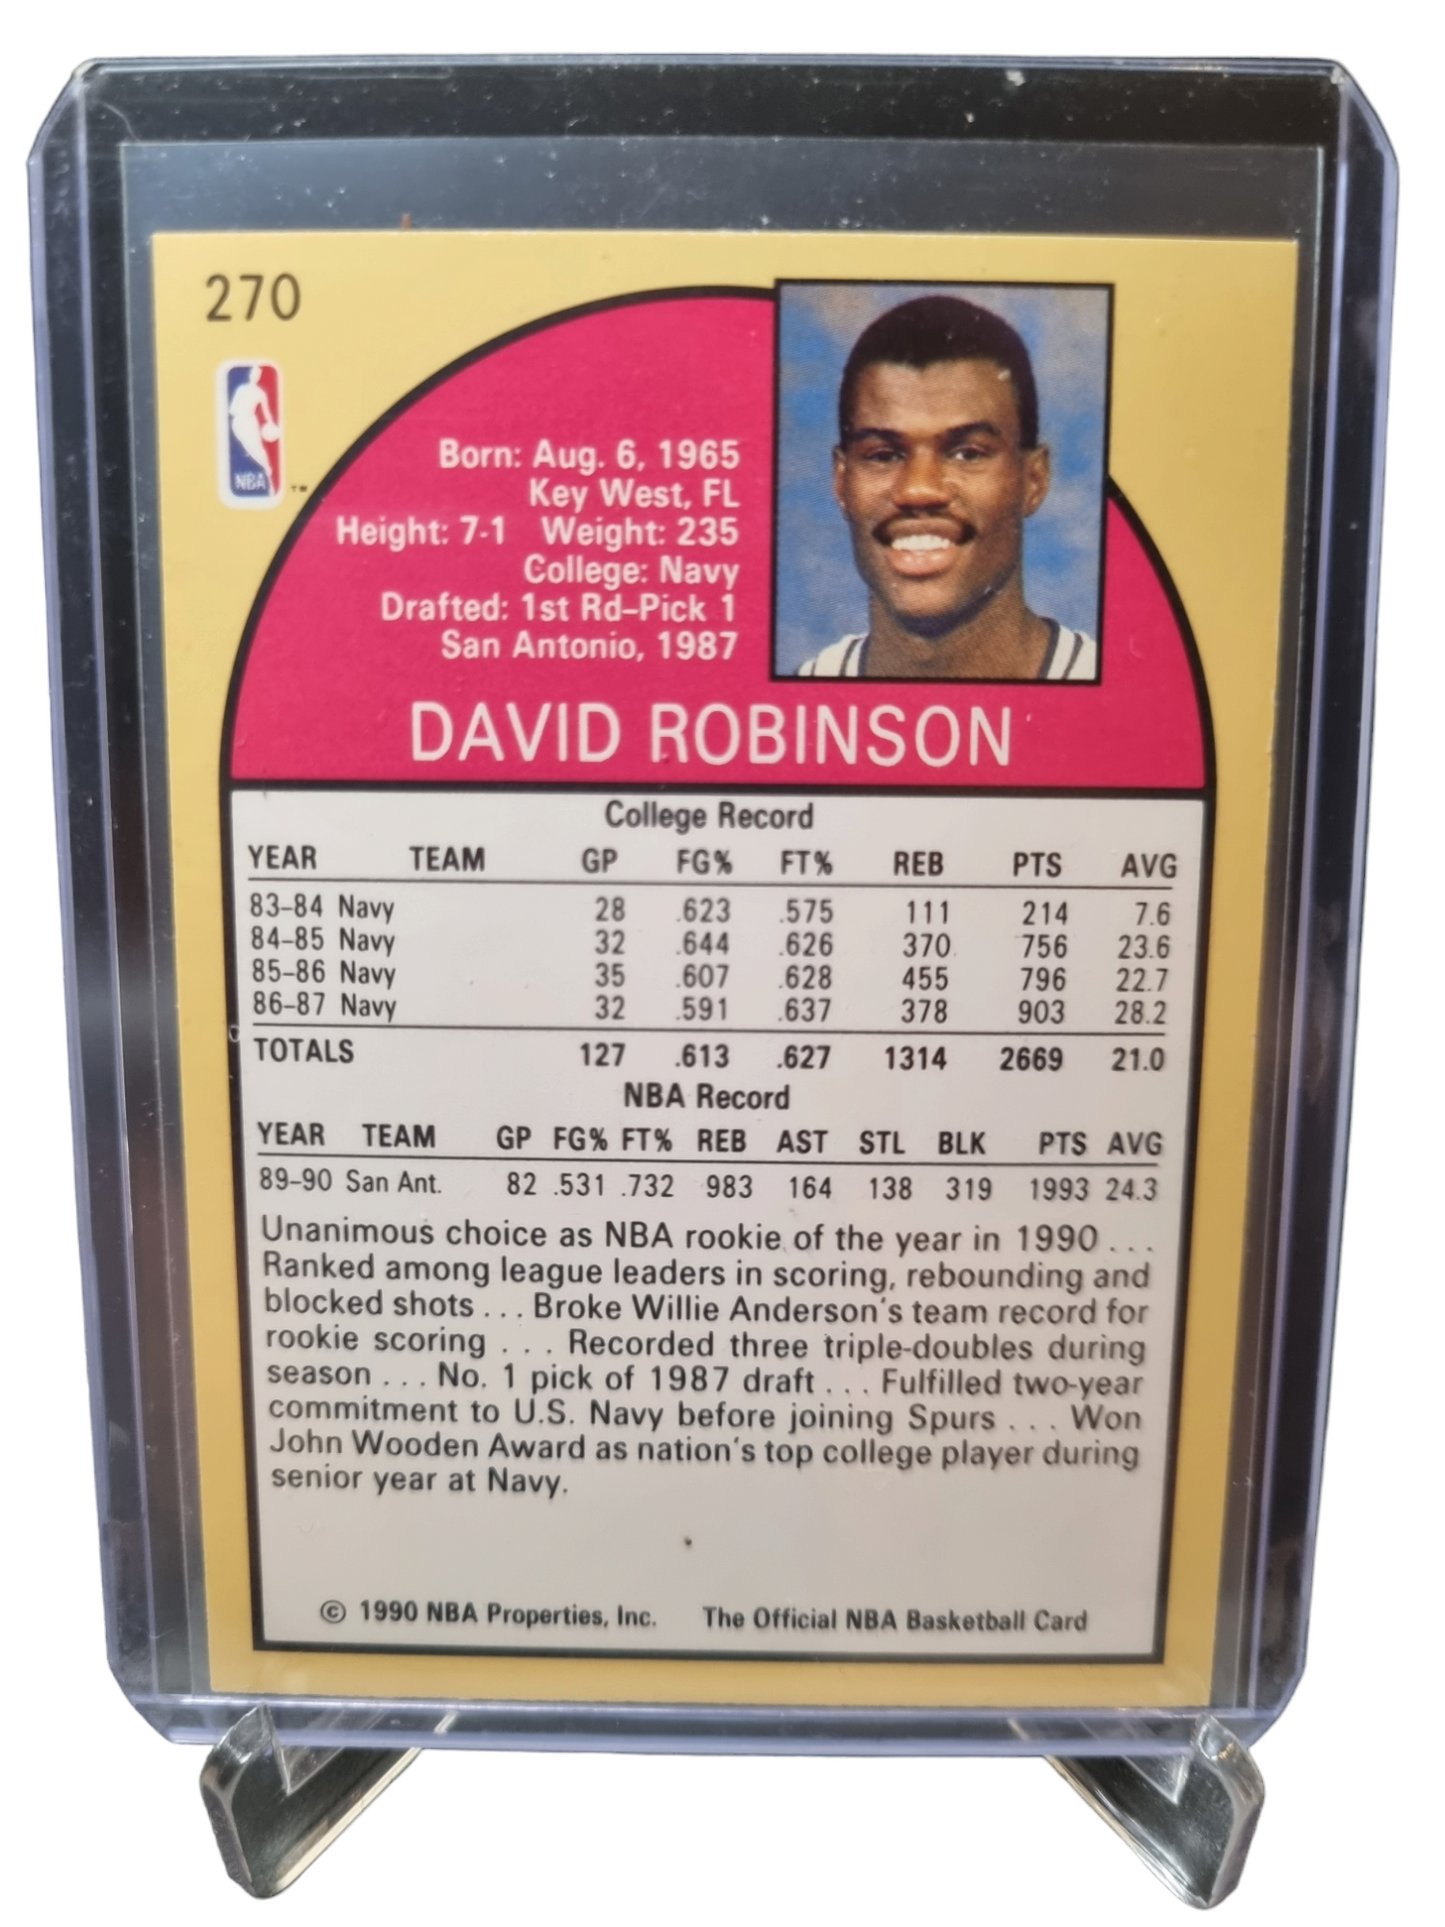 270
NBA
TM
Born: Aug. 6, 1965
Key West, FL
Height: 7-1 Weight: 235
College: Navy
Drafted: 1st Rd–Pick 1
San Antonio, 1987
DAVID ROBINSON
College Record
YEAR TEAM GP FG% FT% REB PTS AVG
83–84 Navy 28 .623 .575 111 214 7.6
84–85 Navy 32 .644 .626 370 756 23.6
85–86 Navy 35 .607 .628 455 796 22.7
86–87 Navy 32 .591 .637 378 903 28.2
TOTALS 127 .613 .627 1314 2669 21.0
NBA Record
YEAR TEAM GP FG% FT% REB AST STL BLK PTS AVG
89–90 San Ant. 82 .531 .732 983 164 138 319 1993 24.3
Unanimous choice as NBA rookie of the year in 1990 ...
Ranked among league leaders in scoring, rebounding and
blocked shots ... Broke Willie Anderson's team record for
rookie scoring ... Recorded three triple-doubles during
season ... No. 1 pick of 1987 draft ... Fulfilled two-year
commitment to U.S. Navy before joining Spurs ... Won
John Wooden Award as nation's top college player during
senior year at Navy.
© 1990 NBA Properties, Inc. The Official NBA Basketball Card